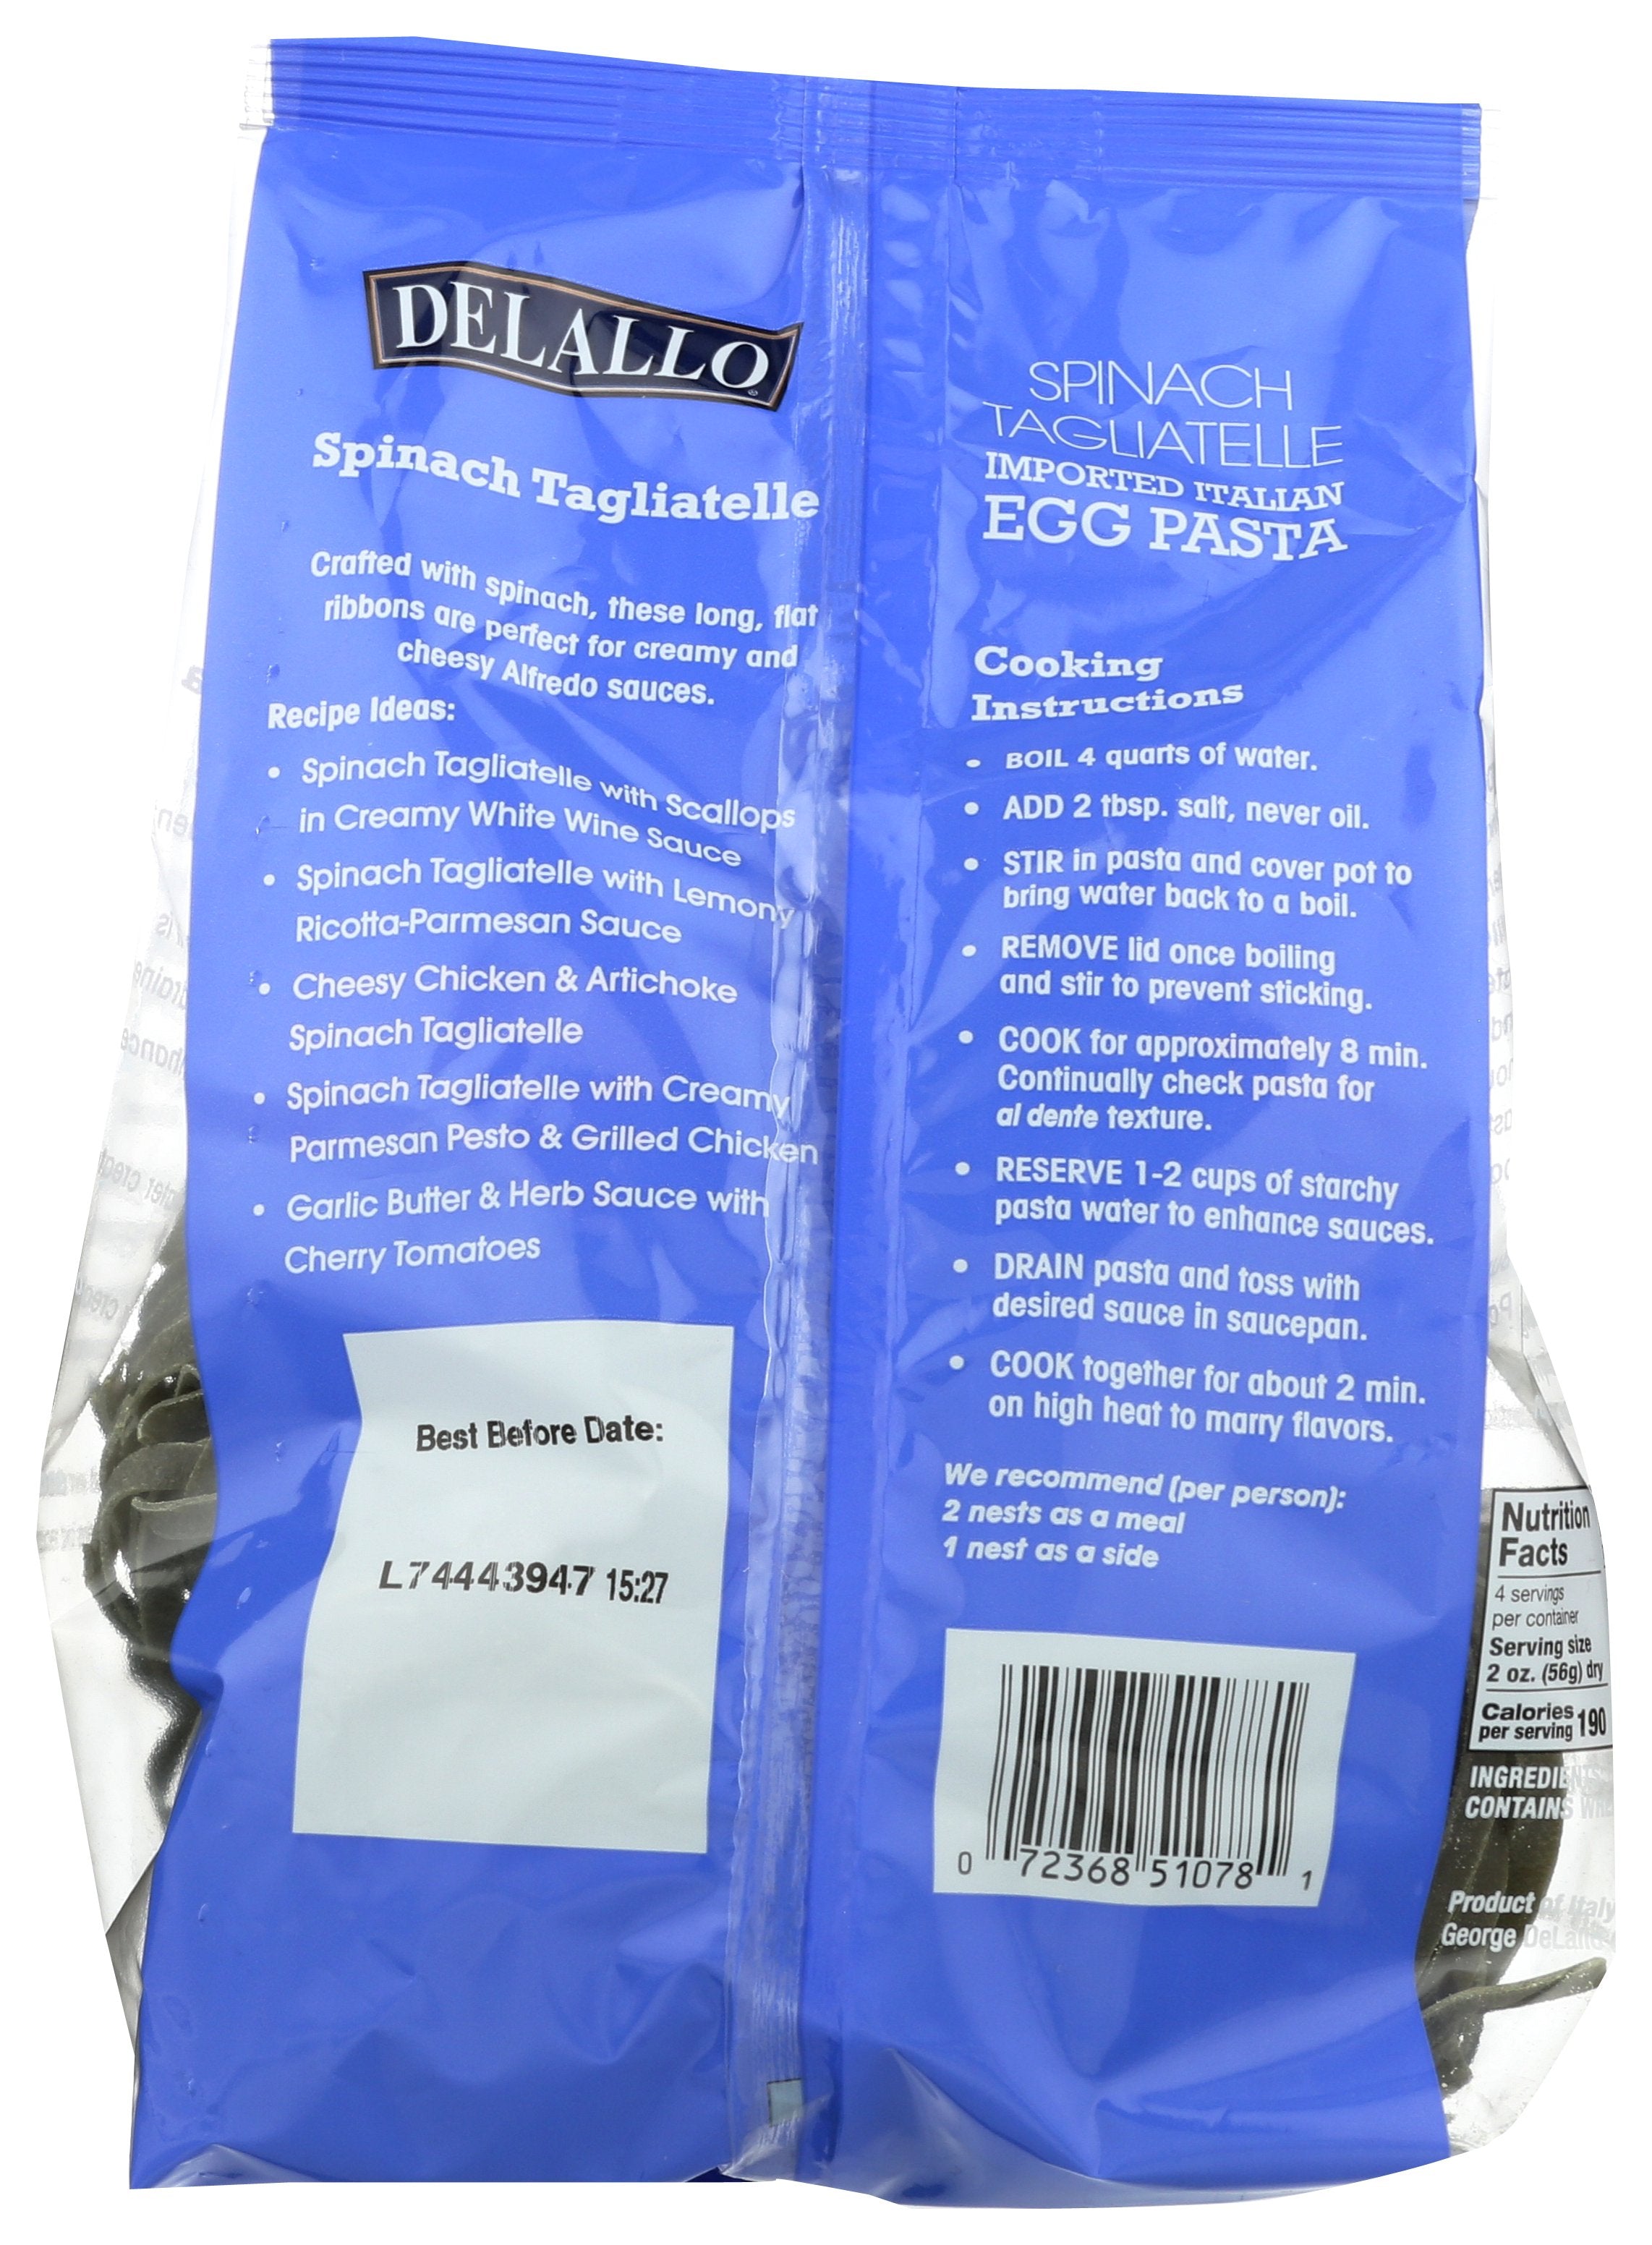 DELALLO
Spinach Tagliatelle
Crafted with spinach, these long, flat
ribbons are perfect for creamy and
cheesy Alfredo sauces.
Recipe Ideas:
• Spinach Tagliatelle with Scallops
in Creamy White Wine Sauce
• Spinach Tagliatelle with Lemony
Ricotta-Parmesan Sauce
• Cheesy Chicken & Artichoke
Spinach Tagliatelle
• Spinach Tagliatelle with Creamy
Parmesan Pesto & Grilled Chicken
• Garlic Butter & Herb Sauce with
Cherry Tomatoes
Best Before Date:
L74443947 15:27
SPINACH
TAGLIATELLE
IMPORTED ITALIAN
EGG PASTA
Cooking
Instructions
• BOIL 4 quarts of water.
• ADD 2 tbsp. salt, never oil.
• STIR in pasta and cover pot to
bring water back to a boil.
• REMOVE lid once boiling
and stir to prevent sticking.
• COOK for approximately 8 min.
Continually check pasta for
al dente texture.
• RESERVE 1-2 cups of starchy
pasta water to enhance sauces.
• DRAIN pasta and toss with
desired sauce in saucepan.
• COOK together for about 2 min.
on high heat to marry flavors.
We recommend (per person):
2 nests as a meal
1 nest as a side
0 72368 51078 1
Nutrition
Facts
4 servings
per container
Serving size
2 oz. (56g) dry
Calories
per serving 190
INGREDIENTS
CONTAINS
Product of Italy
George